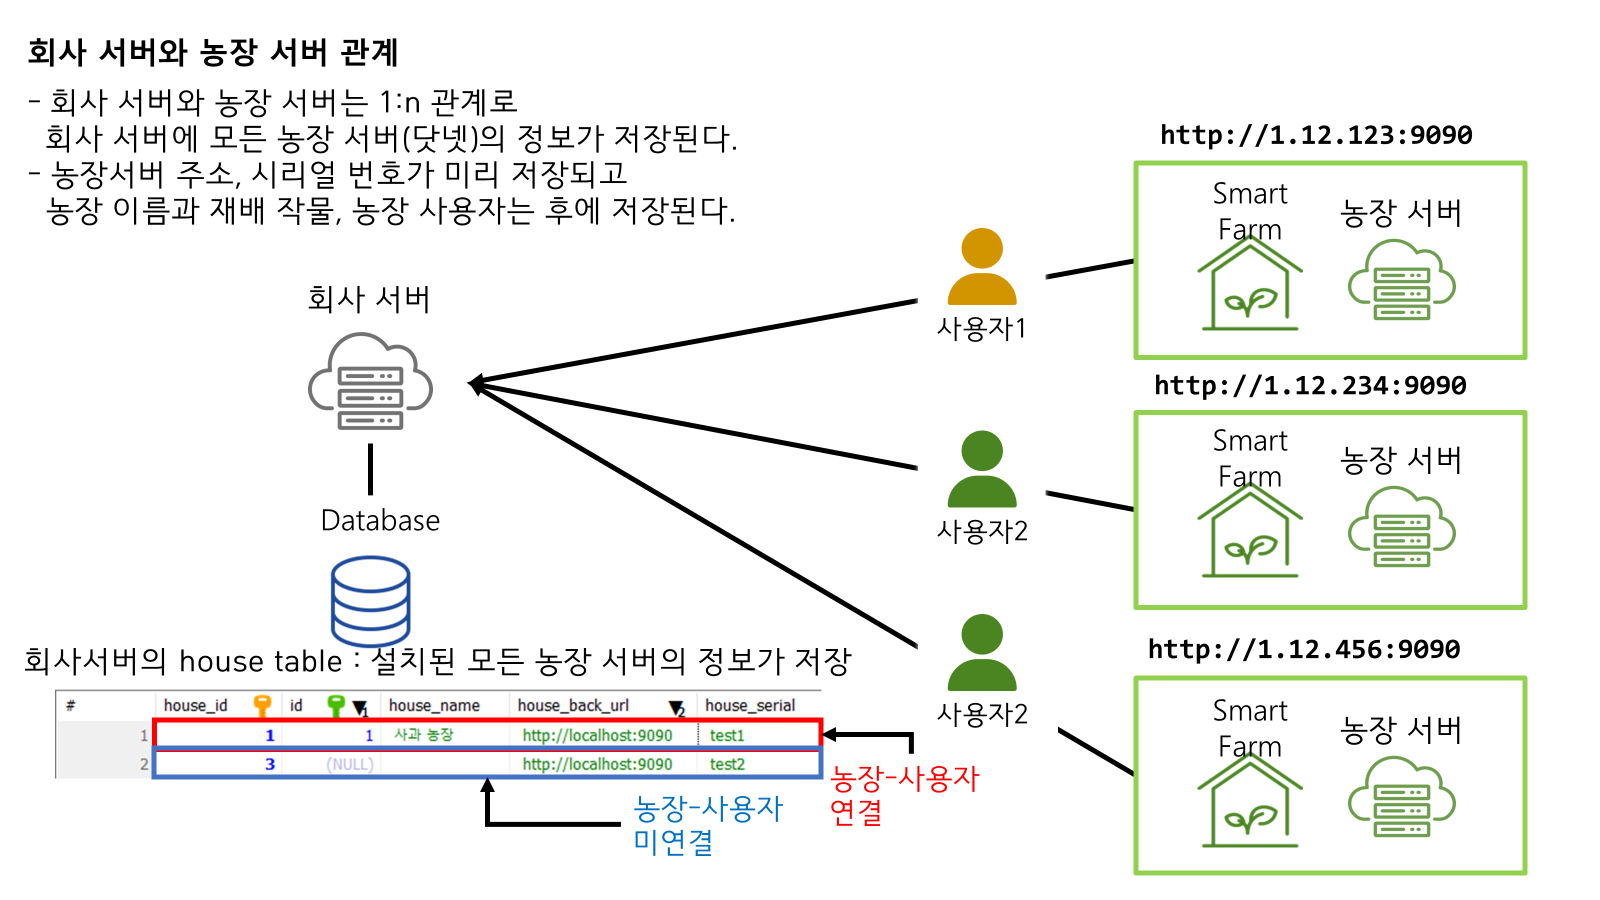 회사 서버와 농장 서버 관계
- 회사 서버와 농장 서버는 1:n 관계로
회사 서버에 모든 농장 서버(닷넷)의 정보가 저장된다.
- 농장서버 주소, 시리얼 번호가 미리 저장되고
농장 이름과 재배 작물, 농장 사용자는 후에 저장된다.
회사 서버
Database
회사서버의 house table : 설치된 모든 농장 서버의 정보가 저장
# house_id id 1 house_name house_back_url 2 house_serial
1 1 1 사과 농장 http://localhost:9090 test1
2 3 (NULL) http://localhost:9090 test2
농장-사용자
연결
농장-사용자
미연결
사용자1
사용자2
사용자2
http://1.12.123:9090
Smart
Farm
농장 서버
http://1.12.234:9090
Smart
Farm
농장 서버
http://1.12.456:9090
Smart
Farm
농장 서버